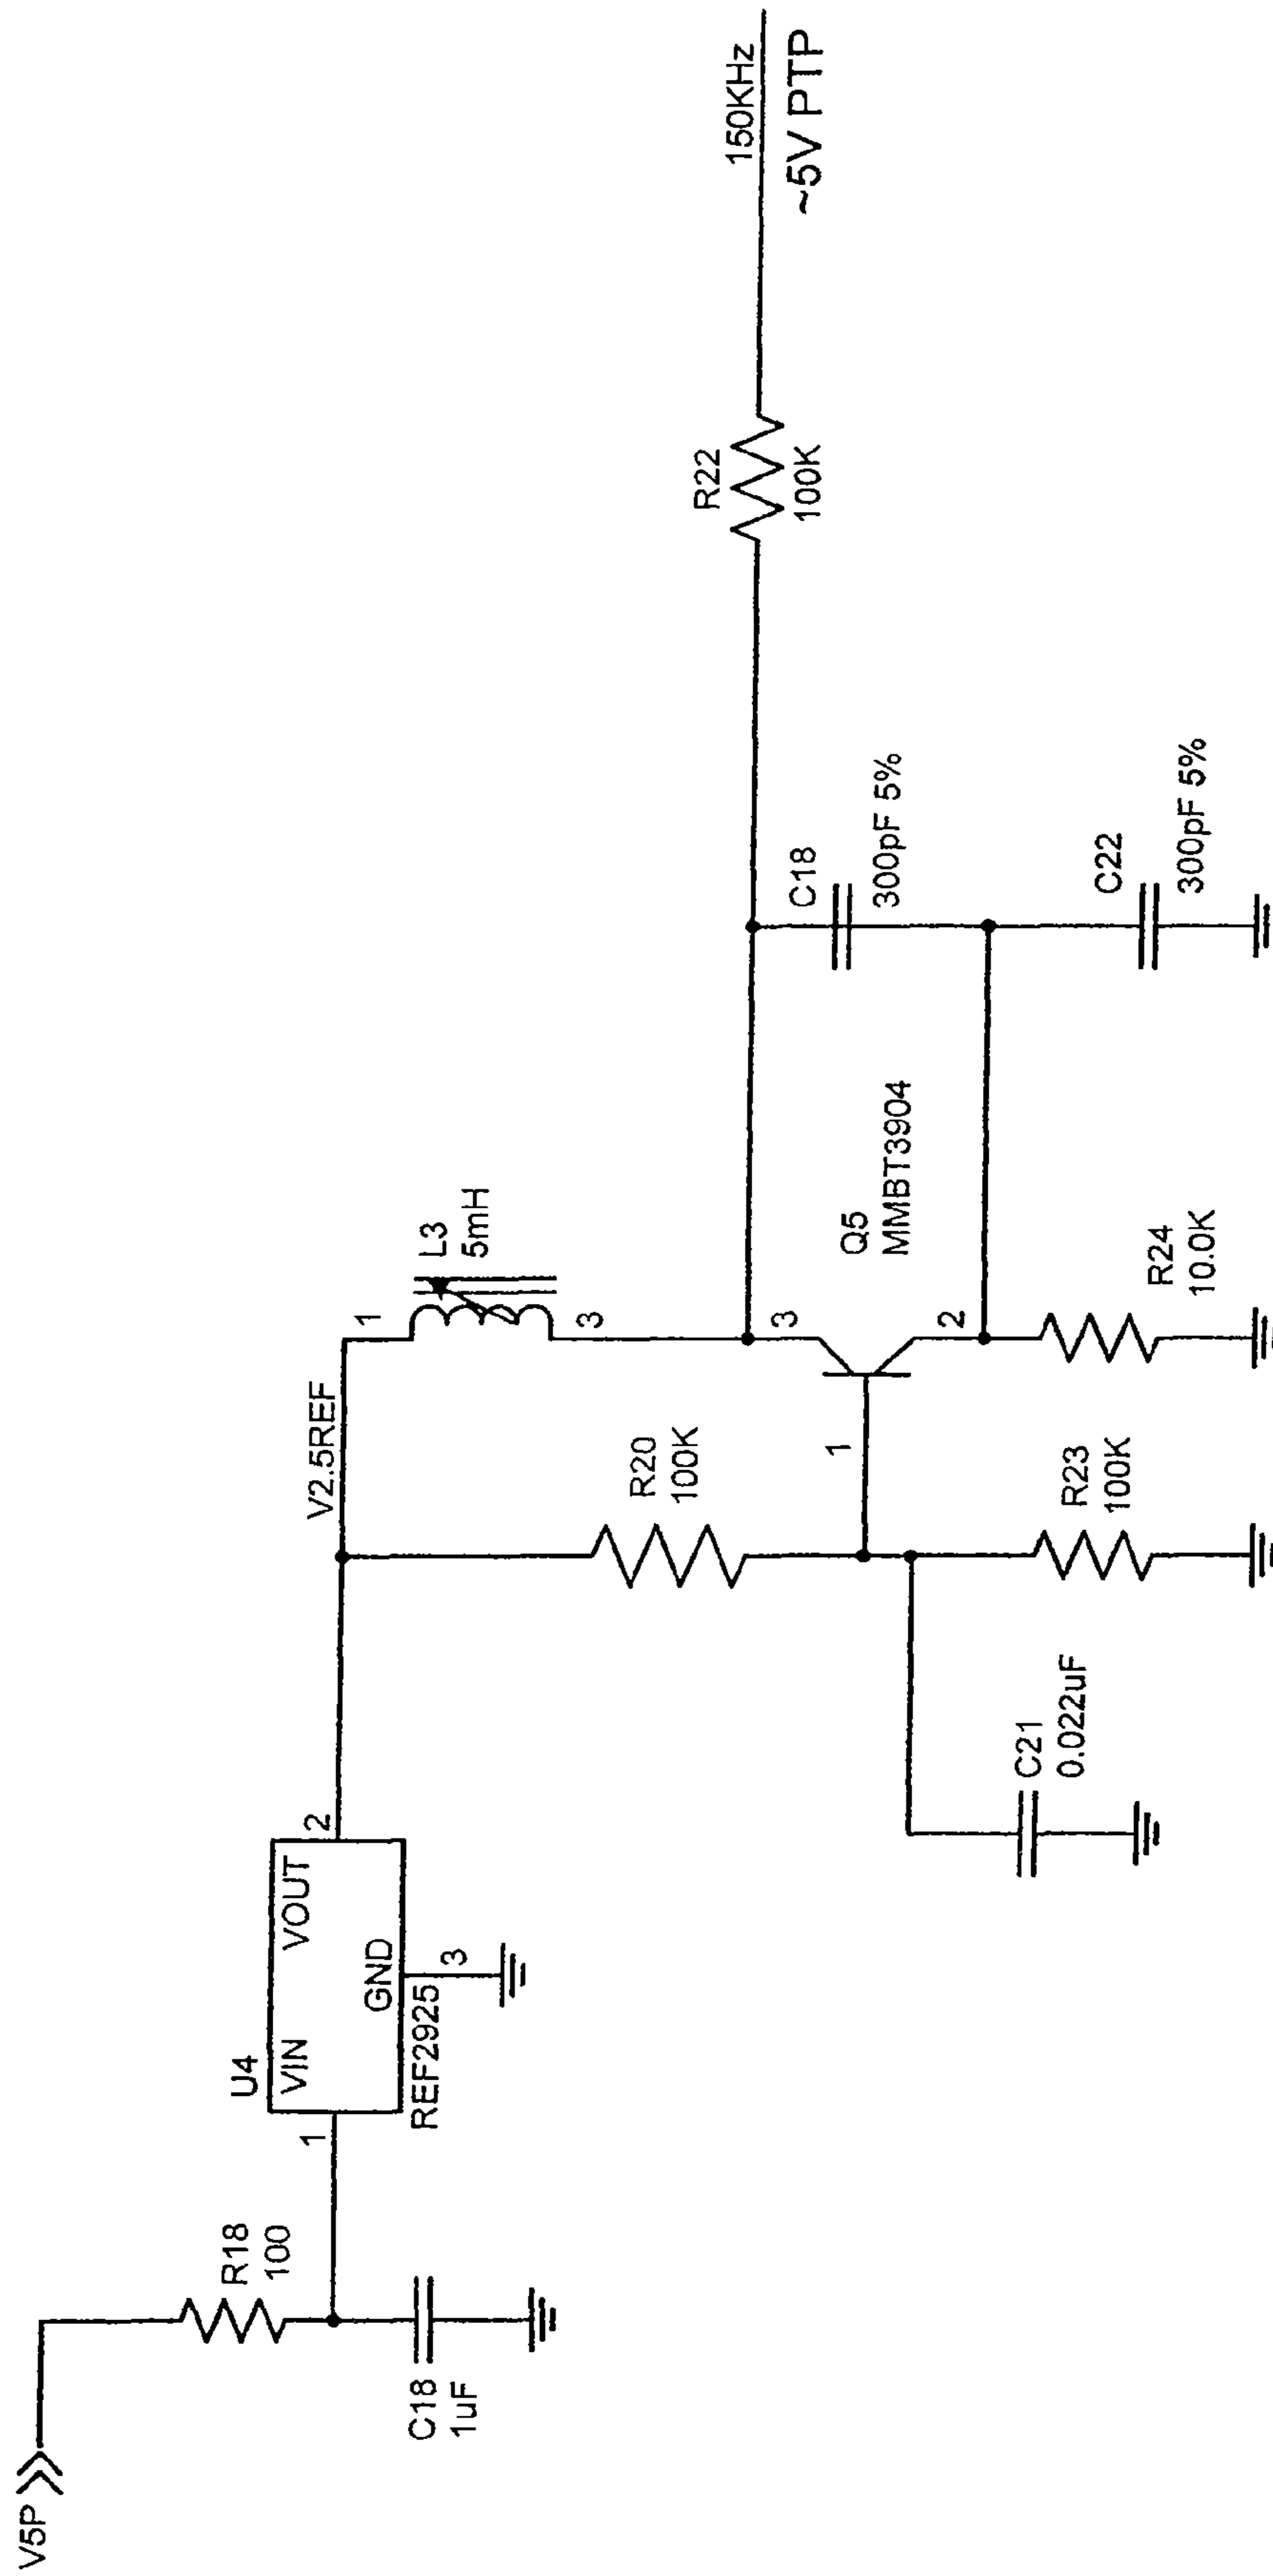 V5P
R18
100
C18
1uF
U4
VIN
VOUT
GND
REF2925
1
2
3
V2.5REF
1
L3
5mH
3
R20
100K
1
3
2
Q5
MMBT3904
C21
0.022uF
R23
100K
R24
10.0K
C18
300pF 5%
C22
300pF 5%
R22
100K
150KHz
~5V PTP